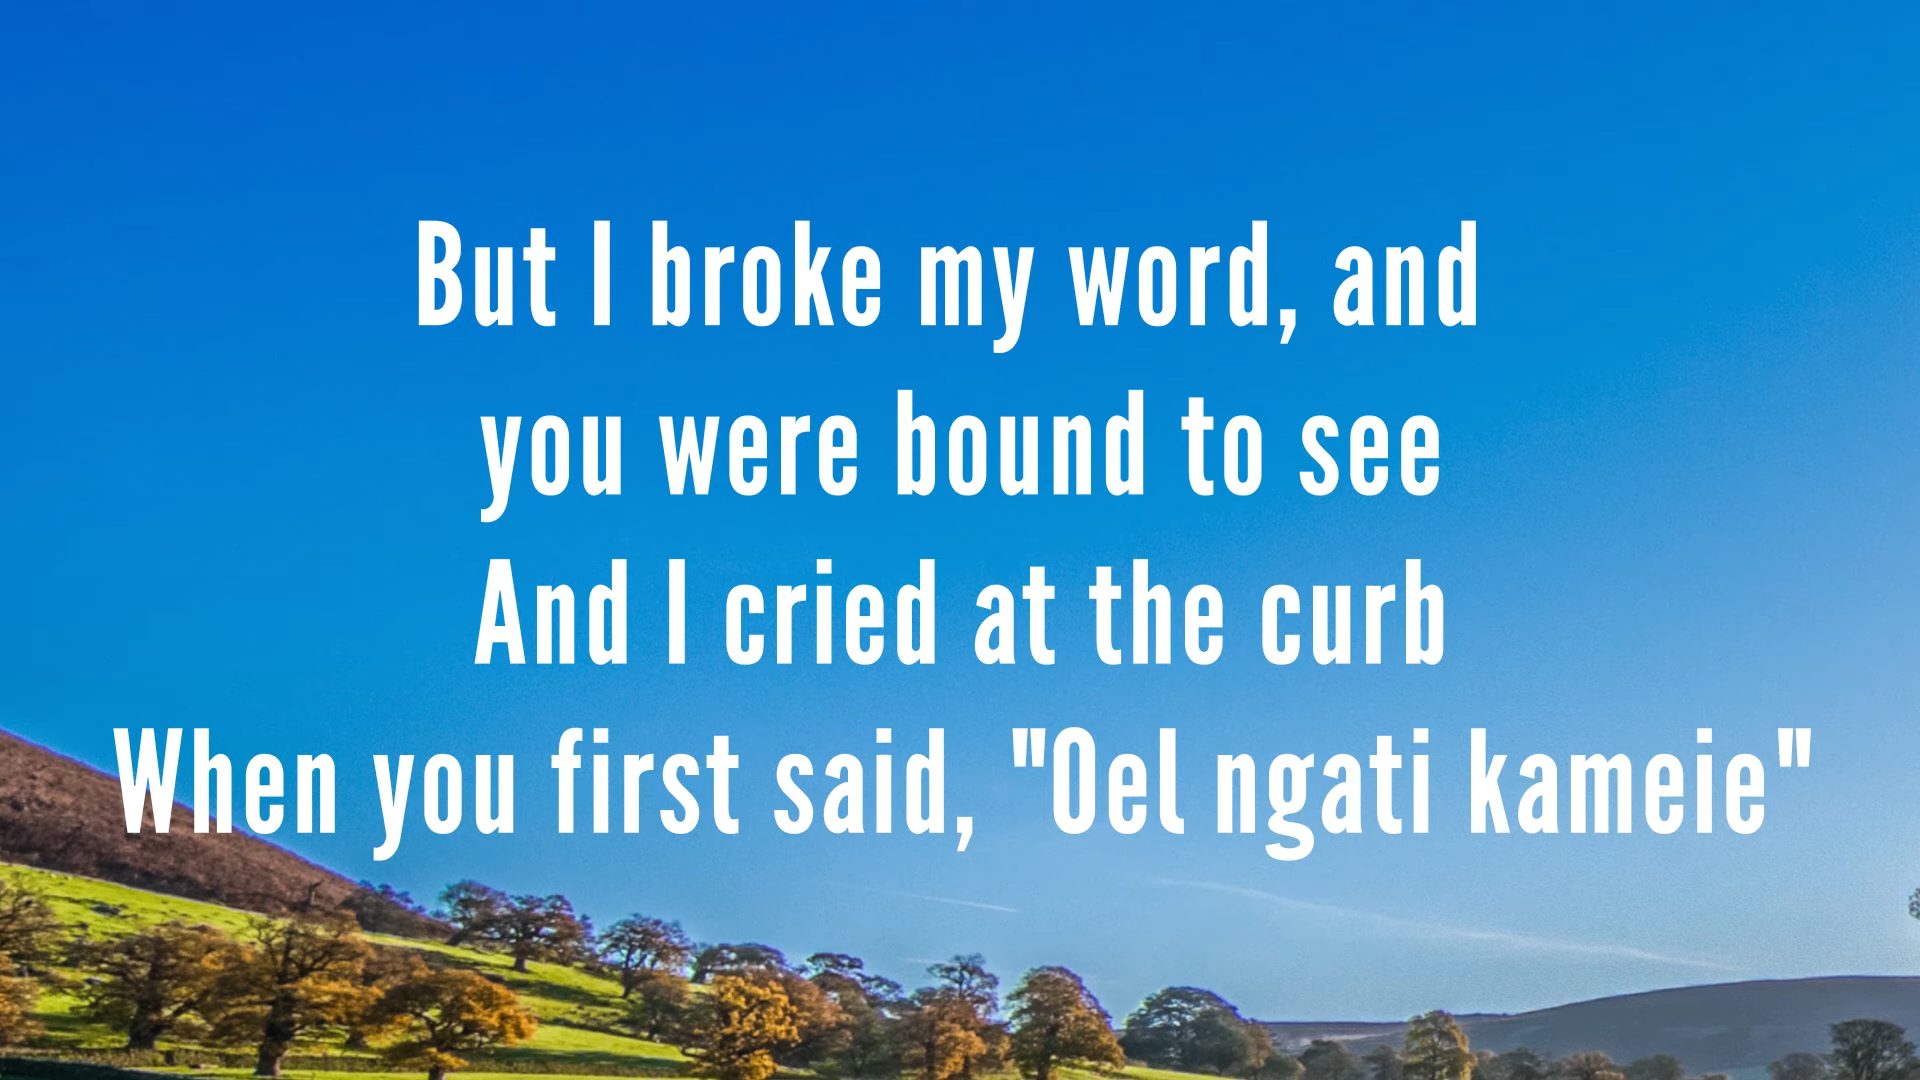 But I broke my word, and
you were bound to see
And I cried at the curb
When you first said, "Oel ngati kameie"